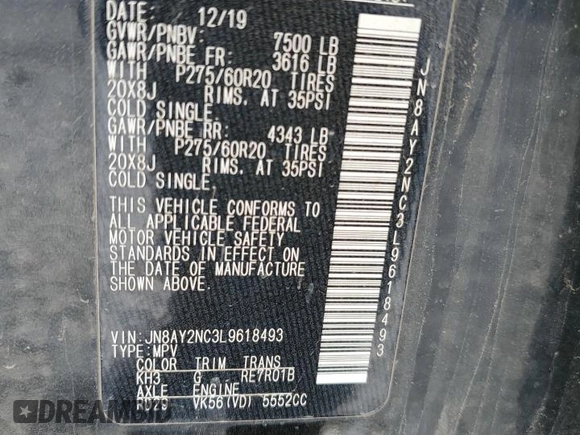 DATE: 12/19
GVWR/PNBV: 7500 LB
GAWR/PNBE FR: 3616 LB
WITH P275/60R20 TIRES
20X8J RIMS. AT 35PSI
COLD SINGLE
GAWR/PNBE RR: 4343 LB
WITH P275/60R20 TIRES
20X8J RIMS. AT 35PSI
COLD SINGLE
THIS VEHICLE CONFORMS TO
ALL APPLICABLE FEDERAL
MOTOR VEHICLE SAFETY
STANDARDS IN EFFECT ON
THE DATE OF MANUFACTURE
SHOWN ABOVE.
VIN: JN8AY2NC3L9618493
TYPE: MPV
COLOR TRIM TRANS
KH3 G RE7R01B
AXLE ENGINE
VK56(VD) 5552CC
JN8AY2NC3L9618493
DEALERS VISION.COM